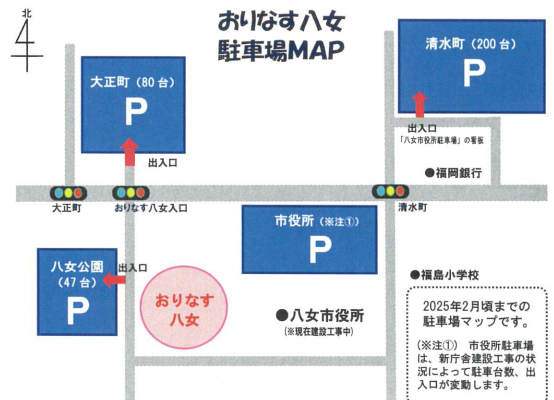 北
おりなす八女
駐車場MAP
大正町（80台）
P
出入口
清水町（200台）
P
出入口
「八女市役所駐車場」の看板
●福岡銀行
大正町
おりなす八女入口
清水町
市役所（※注①）
P
八女公園
（47台）
P
出入口
おりなす
八女
●八女市役所
（※現在建設工事中）
●福島小学校
2025年2月頃までの
駐車場マップです。
（※注①）　市役所駐車場
は、新庁舎建設工事の状
況によって駐車台数、出
入口が変動します。